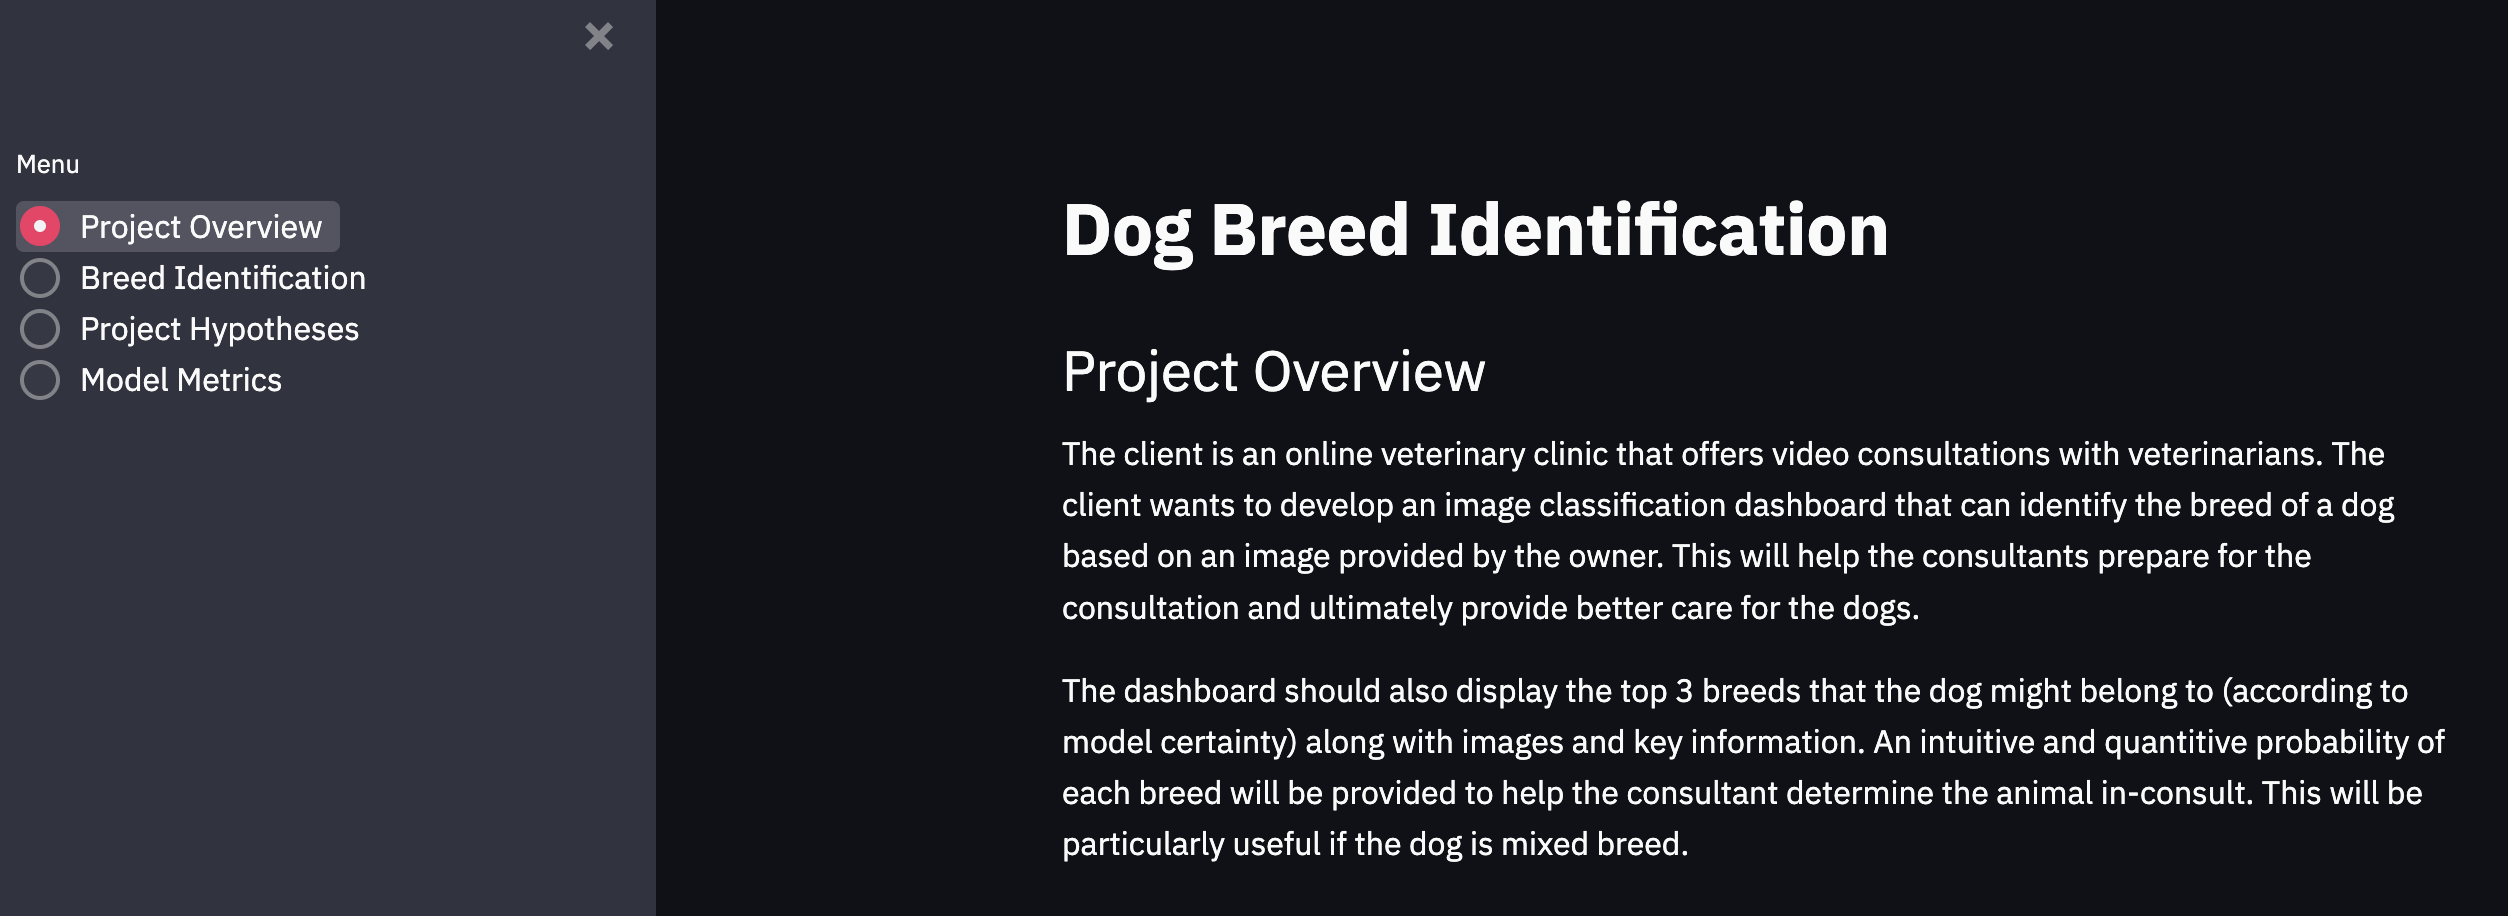 Menu
Project Overview
Breed Identification
Project Hypotheses
Model Metrics
Dog Breed Identification
Project Overview
The client is an online veterinary clinic that offers video consultations with veterinarians. The
client wants to develop an image classification dashboard that can identify the breed of a dog
based on an image provided by the owner. This will help the consultants prepare for the
consultation and ultimately provide better care for the dogs.
The dashboard should also display the top 3 breeds that the dog might belong to (according to
model certainty) along with images and key information. An intuitive and quantitive probability of
each breed will be provided to help the consultant determine the animal in-consult. This will be
particularly useful if the dog is mixed breed.